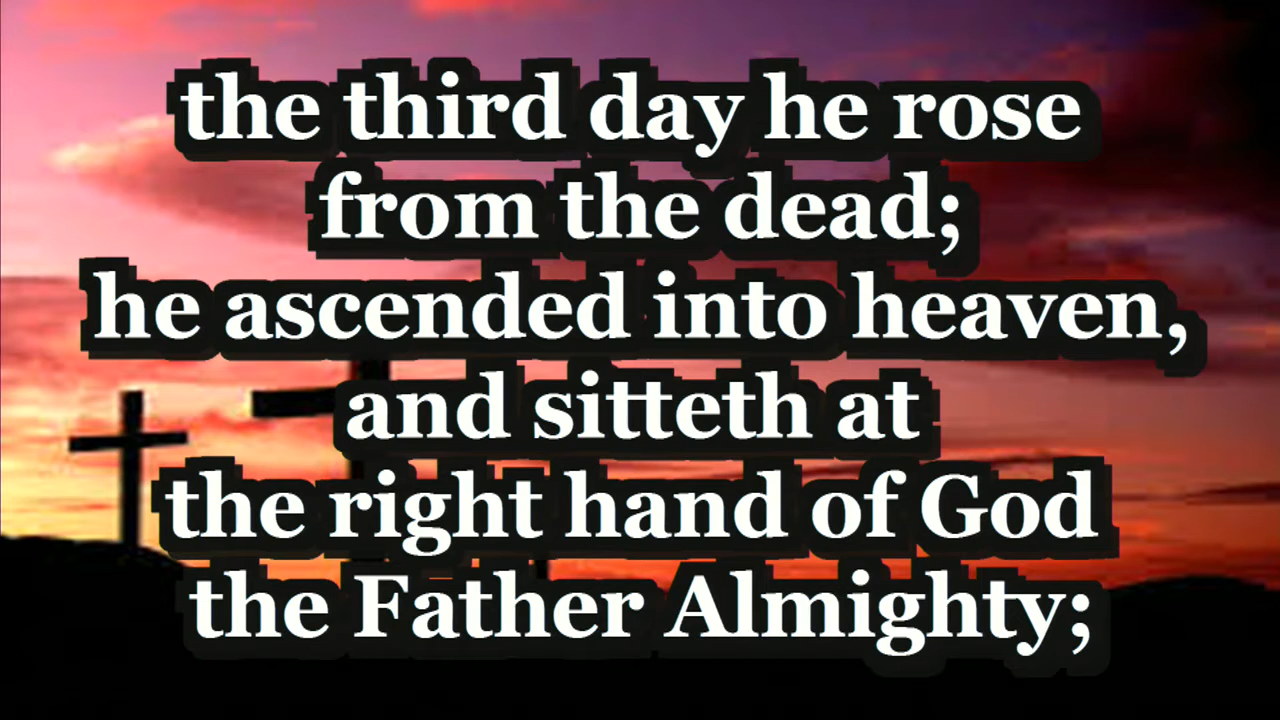 the third day he rose
from the dead;
he ascended into heaven,
and sitteth at
the right hand of God
the Father Almighty;